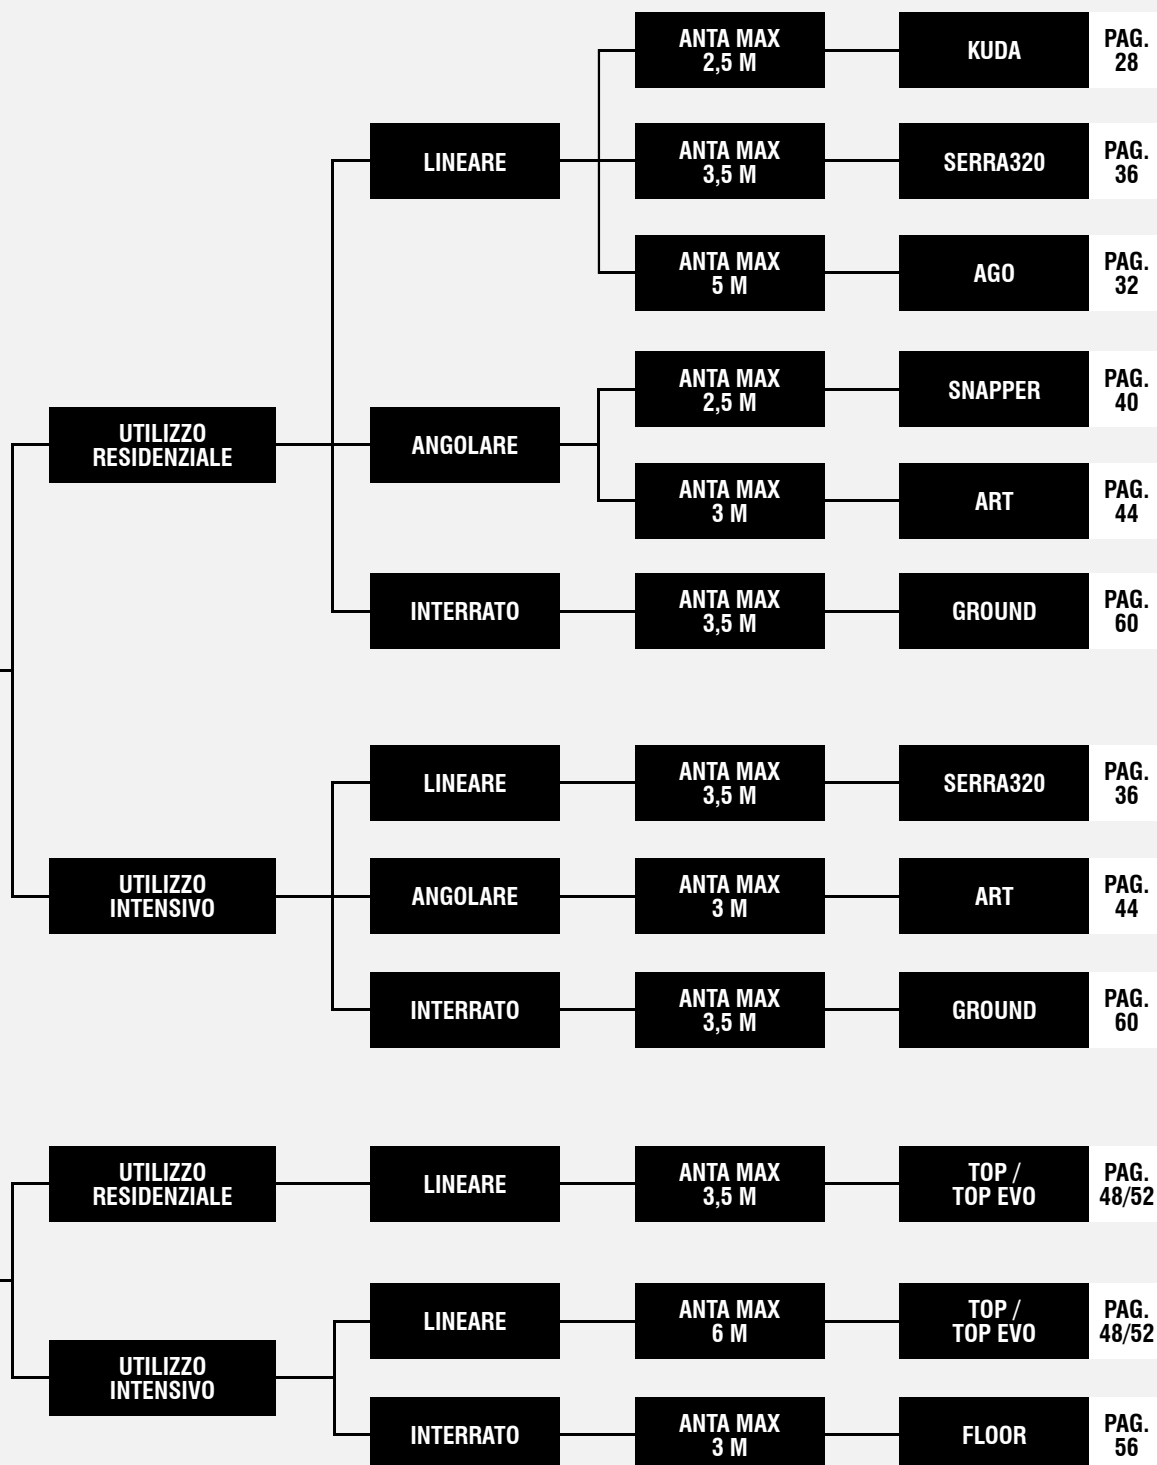 ANTA MAX
2,5 M
KUDA
PAG.
28
LINEARE
ANTA MAX
3,5 M
SERRA320
PAG.
36
ANTA MAX
5 M
AGO
PAG.
32
ANTA MAX
2,5 M
SNAPPER
PAG.
40
UTILIZZO
RESIDENZIALE
ANGOLARE
ANTA MAX
3 M
ART
PAG.
44
INTERRATO
ANTA MAX
3,5 M
GROUND
PAG.
60
LINEARE
ANTA MAX
3,5 M
SERRA320
PAG.
36
UTILIZZO
INTENSIVO
ANGOLARE
ANTA MAX
3 M
ART
PAG.
44
INTERRATO
ANTA MAX
3,5 M
GROUND
PAG.
60
UTILIZZO
RESIDENZIALE
LINEARE
ANTA MAX
3,5 M
TOP /
TOP EVO
PAG.
48/52
LINEARE
ANTA MAX
6 M
TOP /
TOP EVO
PAG.
48/52
UTILIZZO
INTENSIVO
INTERRATO
ANTA MAX
3 M
FLOOR
PAG.
56